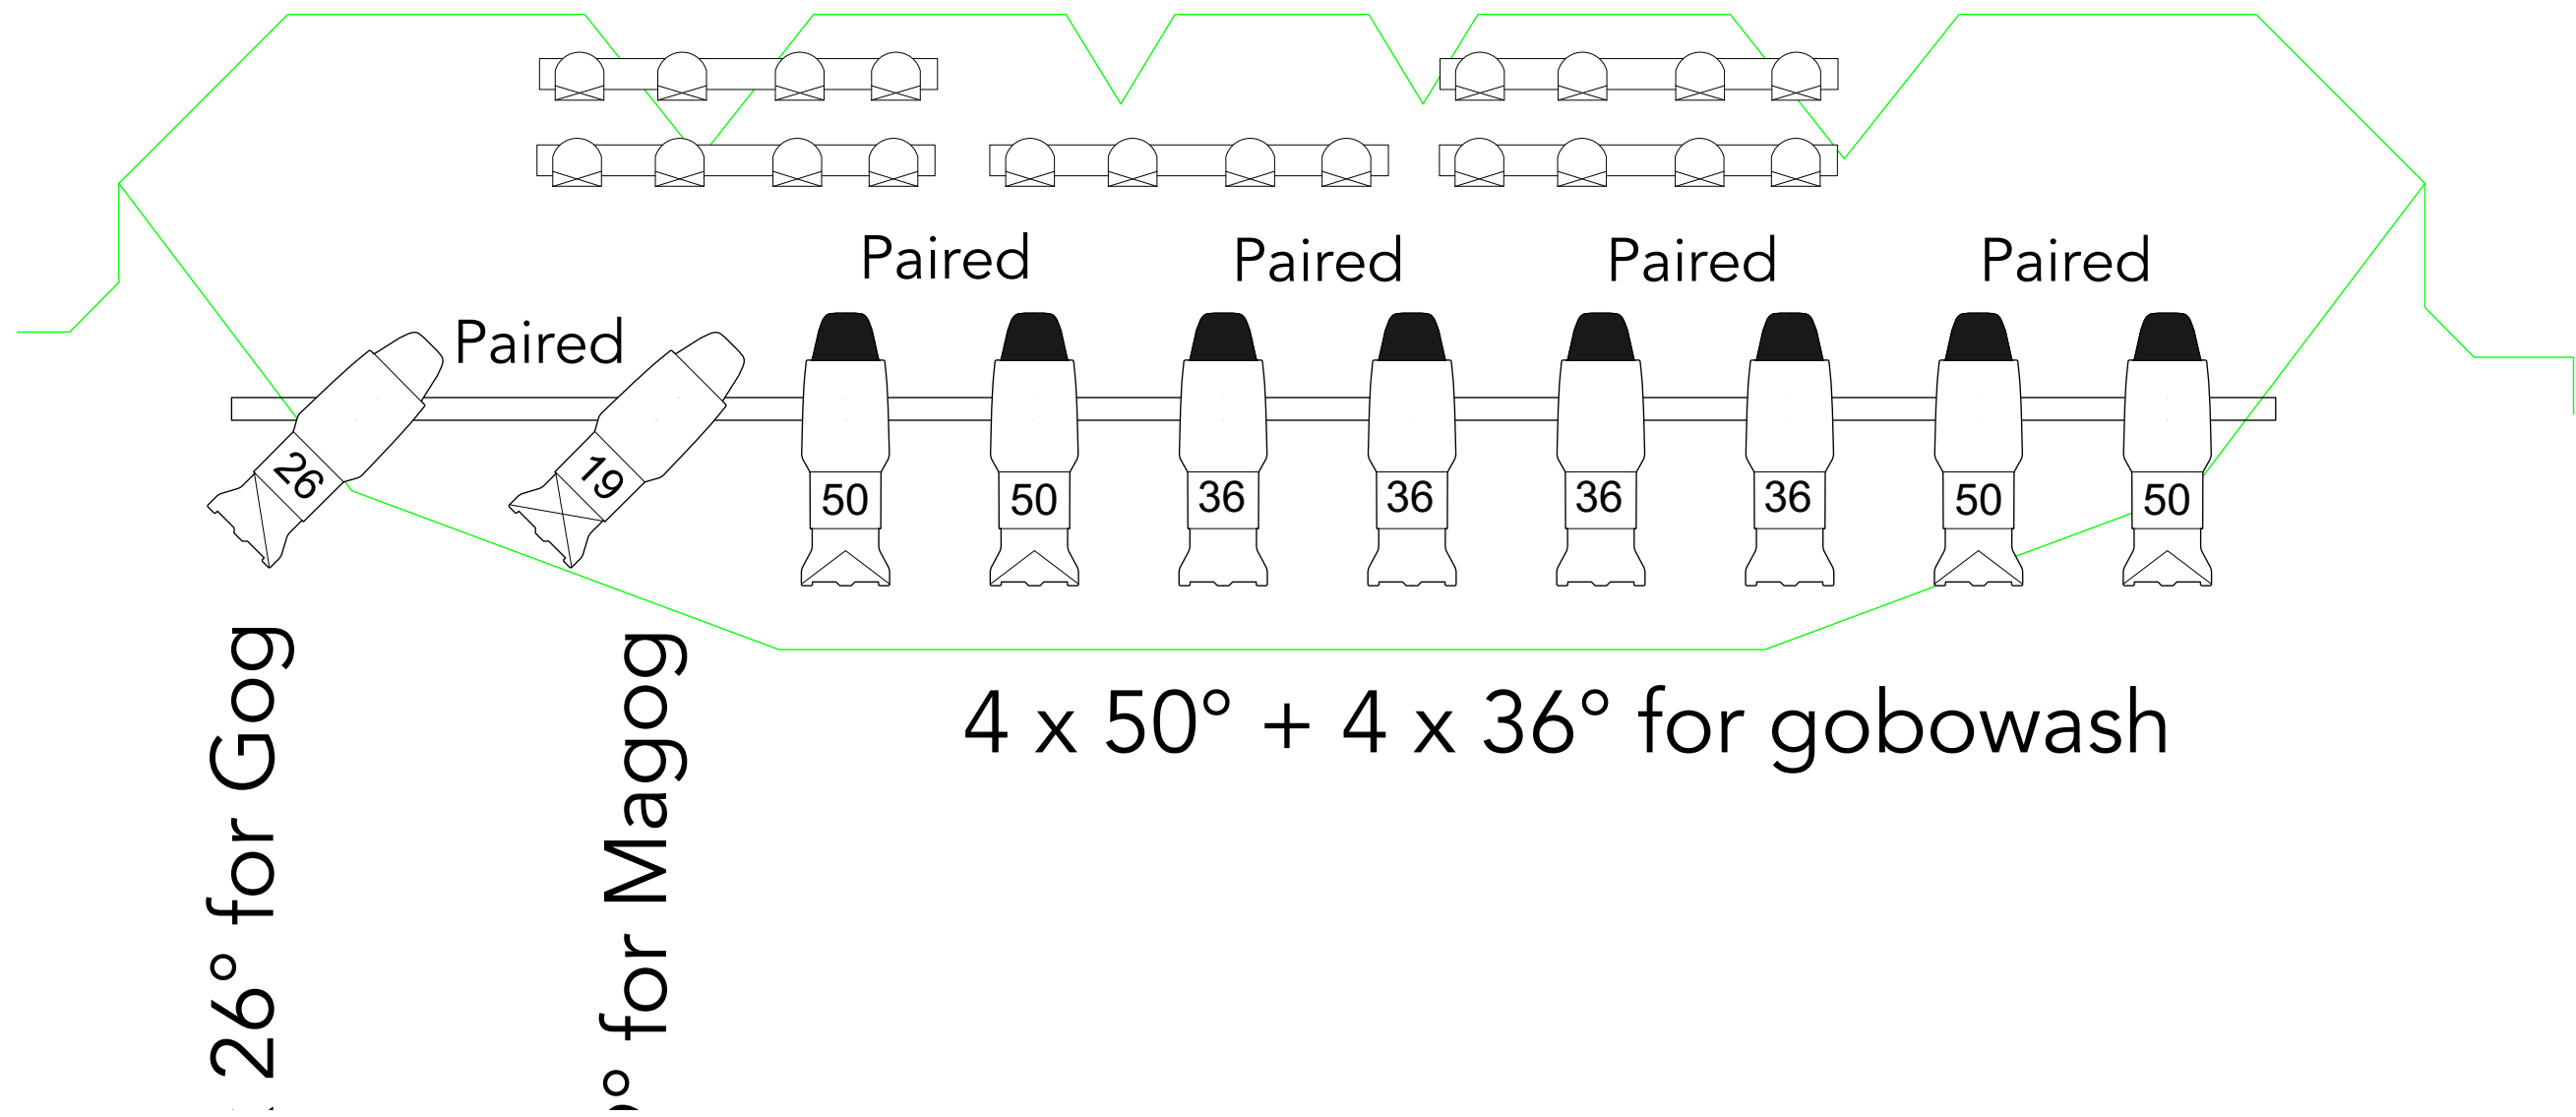 Paired Paired Paired Paired
Paired
26 19 50 50 36 36 36 36 50 50
4 x 50° + 4 x 36° for gobowash
26° for Gog
° for Magog